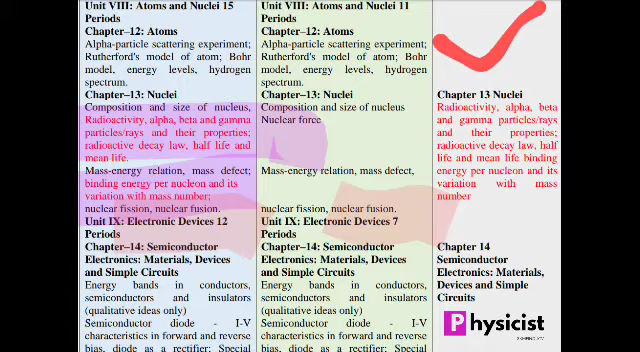 Unit VIII: Atoms and Nuclei 15
Periods
Chapter–12: Atoms
Alpha-particle scattering experiment;
Rutherford's model of atom; Bohr
model, energy levels, hydrogen
spectrum.
Chapter–13: Nuclei
Composition and size of nucleus,
Radioactivity, alpha, beta and gamma
particles/rays and their properties;
radioactive decay law, half life and
mean life.
Mass-energy relation, mass defect;
binding energy per nucleon and its
variation with mass number;
nuclear fission, nuclear fusion.
Unit IX: Electronic Devices 12
Periods
Chapter–14: Semiconductor
Electronics: Materials, Devices
and Simple Circuits
Energy bands in conductors,
semiconductors and insulators
(qualitative ideas only)
Semiconductor diode - I-V
characteristics in forward and reverse
bias, diode as a rectifier; Special
Unit VIII: Atoms and Nuclei 11
Periods
Chapter–12: Atoms
Alpha-particle scattering experiment;
Rutherford's model of atom; Bohr
model, energy levels, hydrogen
spectrum.
Chapter–13: Nuclei
Composition and size of nucleus
Nuclear force
Mass-energy relation, mass defect,
nuclear fission, nuclear fusion.
Unit IX: Electronic Devices 7
Periods
Chapter–14: Semiconductor
Electronics: Materials, Devices
and Simple Circuits
Energy bands in conductors,
semiconductors and insulators
(qualitative ideas only)
Semiconductor diode - I-V
characteristics in forward and reverse
bias, diode as a rectifier; Special
Chapter 13 Nuclei
Radioactivity, alpha, beta
and gamma particles/rays
and their properties;
radioactive decay law, half
life and mean life binding
energy per nucleon and its
variation with mass
number
Chapter 14
Semiconductor
Electronics: Materials,
Devices and Simple
Circuits
Physicist